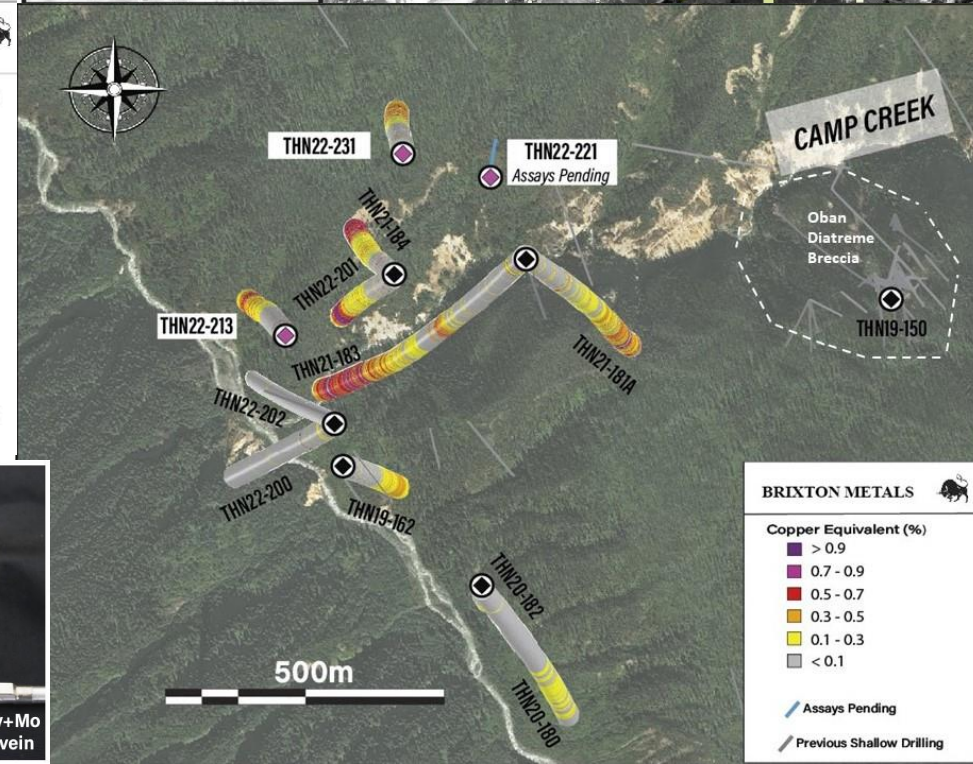 CAMP CREEK
THN22-231
THN22-221
Assays Pending
THN21-184
Oban
Diatreme
Breccia
THN22-201
THN19-150
THN22-213
THN21-183
THN21-181A
THN22-202
THN22-200
THN19-162
THN20-182
THN20-180
500m
BRIXTON METALS
Copper Equivalent (%)
> 0.9
0.7 - 0.9
0.5 - 0.7
0.3 - 0.5
0.1 - 0.3
< 0.1
Assays Pending
Previous Shallow Drilling
+Mo
vein